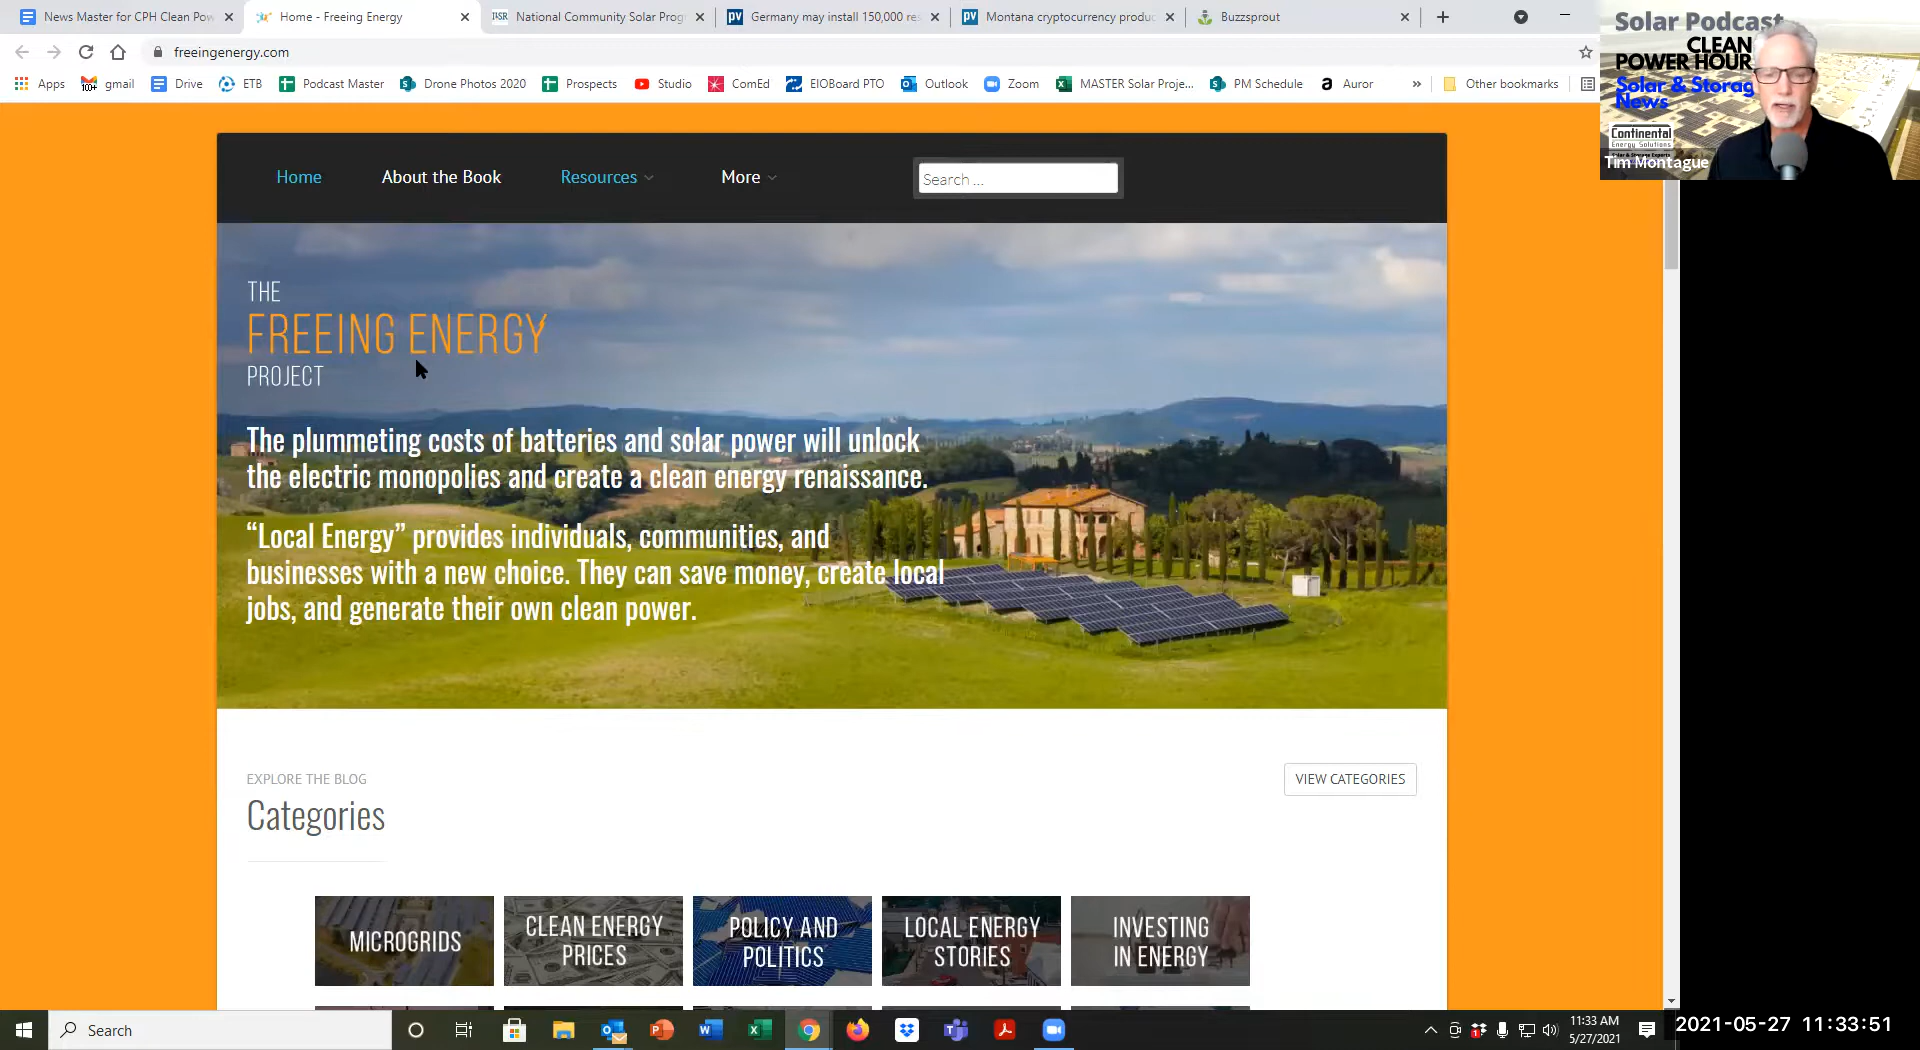 News Master for CPH Clean Pow
Home - Freeing Energy
National Community Solar Prog
Germany may install 150,000 res
Montana cryptocurrency produc
Buzzsprout
freeingenergy.com
Apps
100+
gmail
Drive
ETB
Podcast Master
Drone Photos 2020
Prospects
Studio
ComEd
EIOBoard PTO
Outlook
Zoom
MASTER Solar Proje...
PM Schedule
Auror
»
Other bookmarks
Solar Podcast
CLEAN
POWER HOUR
Solar & Storag
News
Continental
Energy Solutions
Tim Montague
Home
About the Book
Resources
More
Search ...
THE
FREEING ENERGY
PROJECT
The plummeting costs of batteries and solar power will unlock
the electric monopolies and create a clean energy renaissance.
“Local Energy” provides individuals, communities, and
businesses with a new choice. They can save money, create local
jobs, and generate their own clean power.
EXPLORE THE BLOG
Categories
VIEW CATEGORIES
MICROGRIDS
CLEAN ENERGY
PRICES
POLICY AND
POLITICS
LOCAL ENERGY
STORIES
INVESTING
IN ENERGY
Search
11:33 AM
5/27/2021
2021-05-27 11:33:51